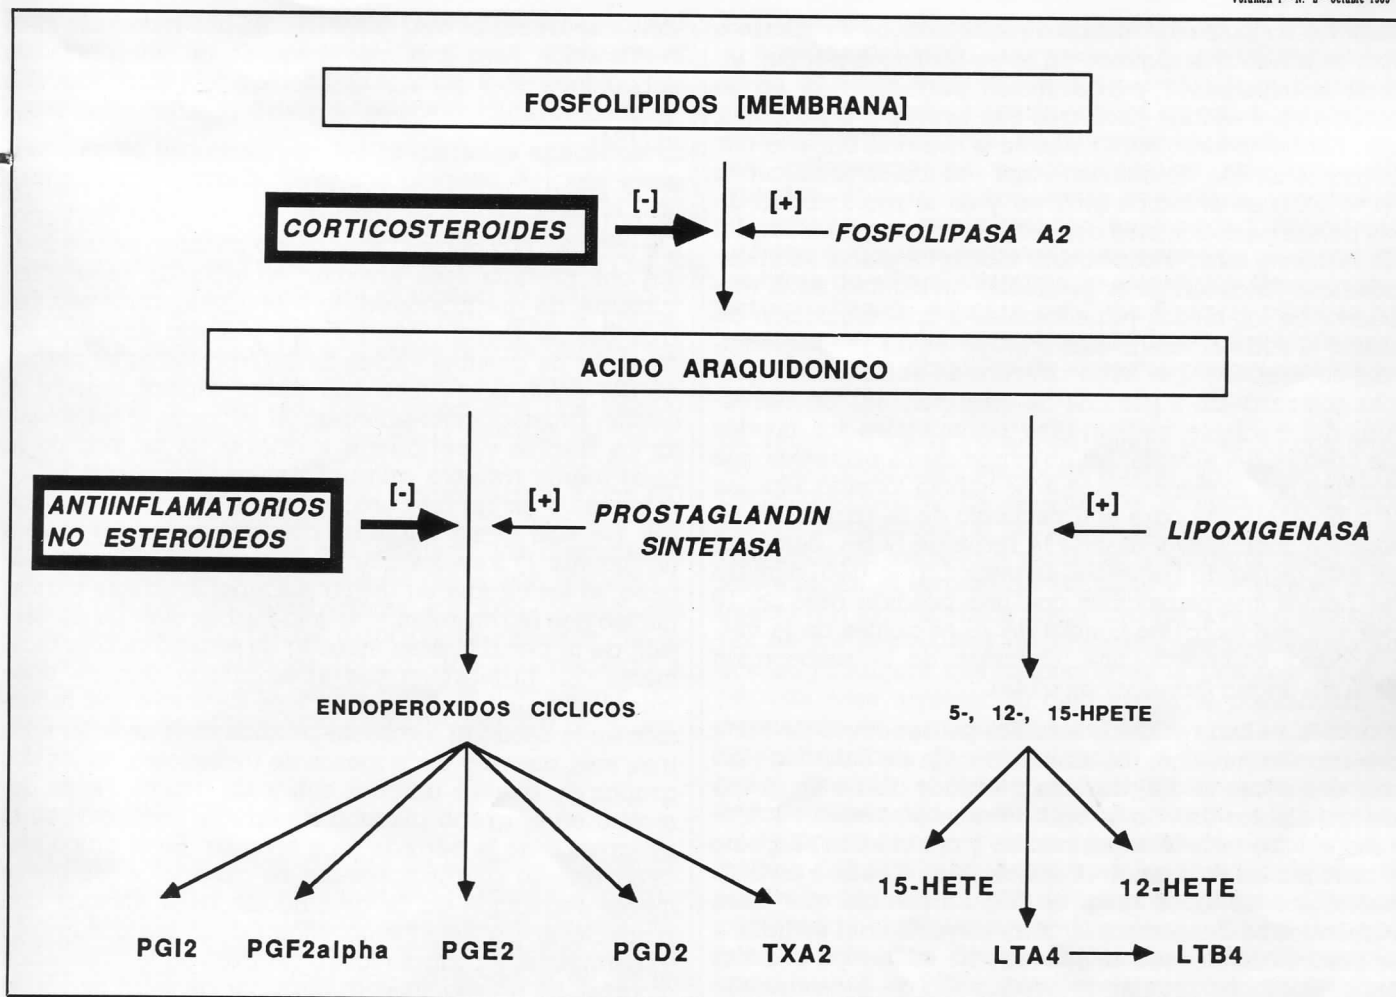 FOSFOLIPIDOS [MEMBRANA]
[-] [+]
CORTICOSTEROIDES
FOSFOLIPASA A2
ACIDO ARAQUIDONICO
ANTIINFLAMATORIOS
NO ESTEROIDEOS
[-] [+]
PROSTAGLANDIN
SINTETASA
[+]
LIPOXIGENASA
ENDOPEROXIDOS CICLICOS
5-, 12-, 15-HPETE
15-HETE 12-HETE
PGI2 PGF2alpha PGE2 PGD2 TXA2 LTA4 LTB4